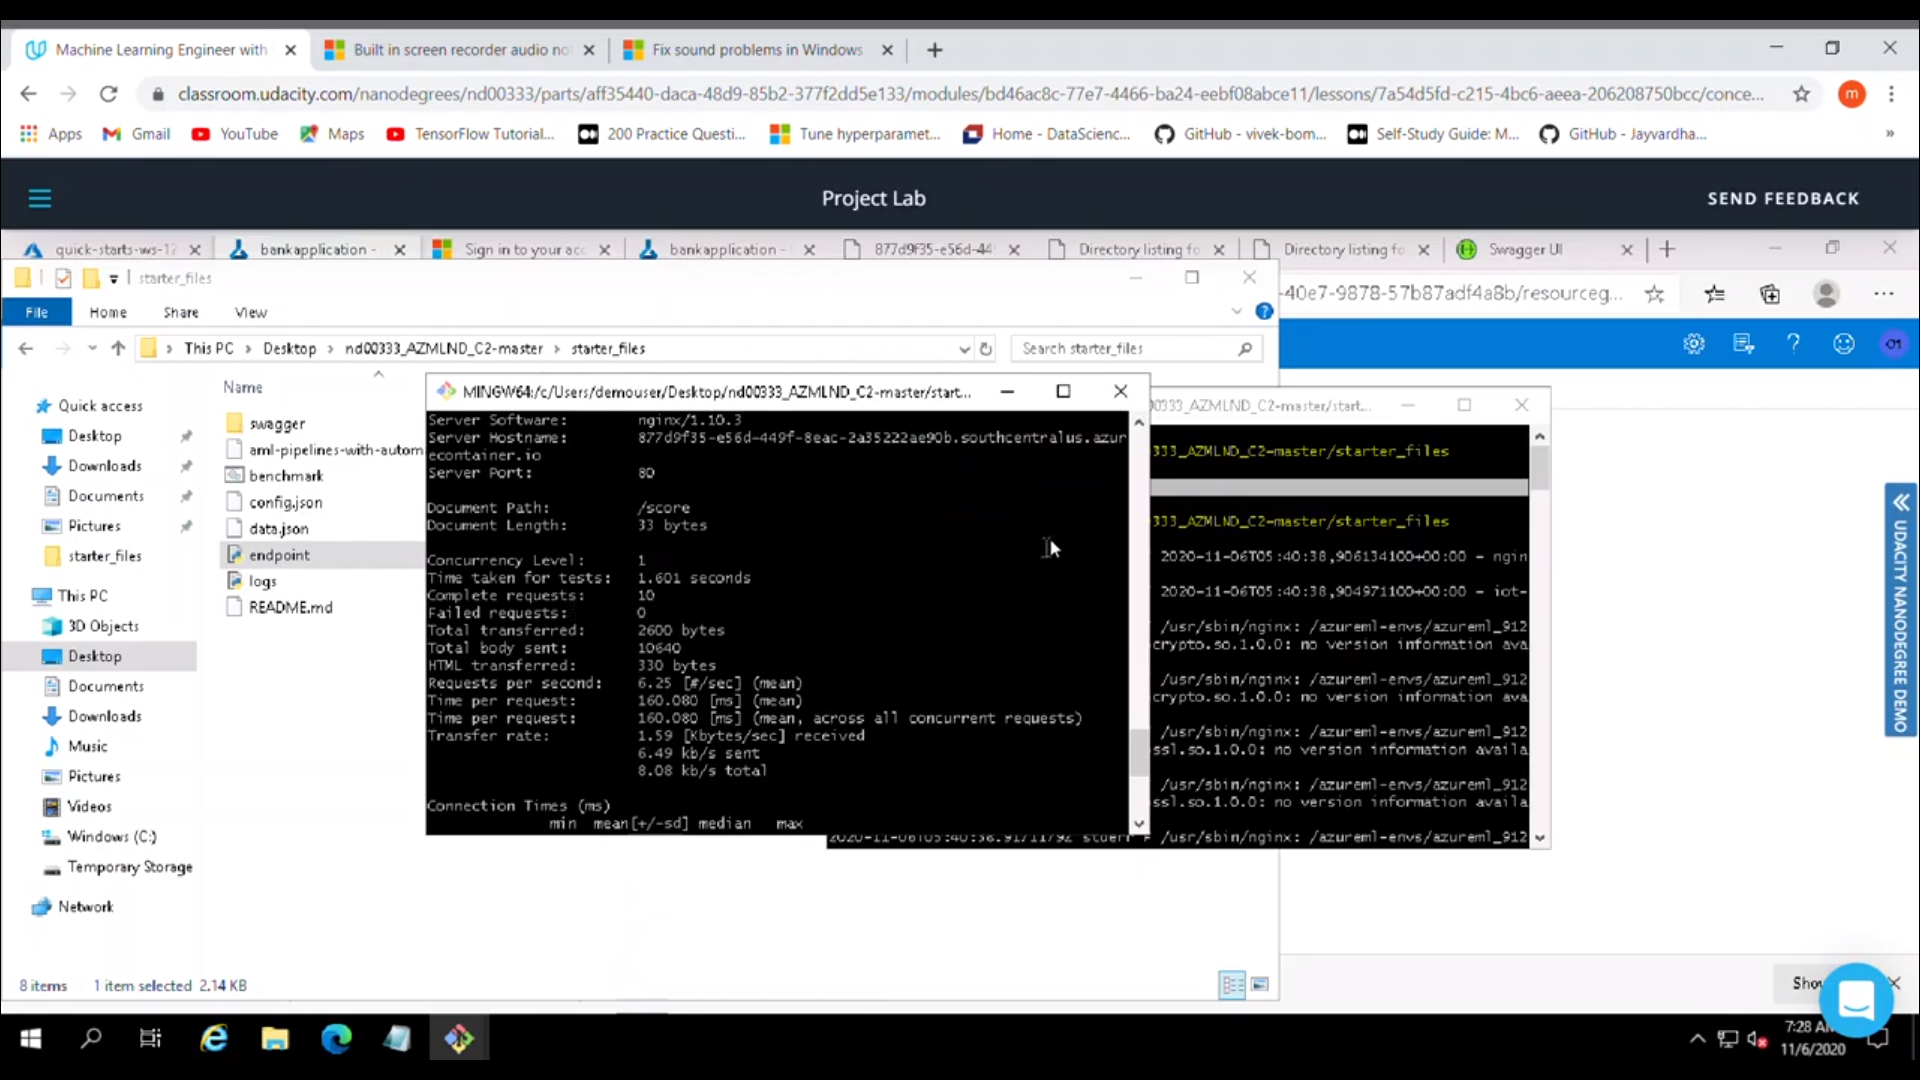 Machine Learning Engineer with
Built in screen recorder audio no
Fix sound problems in Windows
classroom.udacity.com/nanodegrees/nd00333/parts/aff35440-daca-48d9-85b2-377f2dd5e133/modules/bd46ac8c-77e7-4466-ba24-eebf08abce11/lessons/7a54d5fd-c215-4bc6-aeea-206208750bcc/conce...
m
Apps
Gmail
YouTube
Maps
TensorFlow Tutorial...
200 Practice Questi...
Tune hyperparamet...
Home - DataScienc...
GitHub - vivek-bom...
Self-Study Guide: M...
GitHub - Jayvardha...
»
Project Lab
SEND FEEDBACK
quick-starts-ws-12
bankapplication -
Sign in to your acc
bankapplication -
877d9f35-e56d-44
Directory listing fo
Directory listing fo
Swagger UI
starter_files
-40e7-9878-57b87adf4a8b/resourceg...
File
Home
Share
View
O1
This PC > Desktop > nd00333_AZMLND_C2-master > starter_files
Search starter_files
Name
Quick access
Desktop
Downloads
Documents
Pictures
starter_files
This PC
3D Objects
Desktop
Documents
Downloads
Music
Pictures
Videos
Windows (C:)
Temporary Storage
Network
swagger
aml-pipelines-with-autom
benchmark
config.json
data.json
endpoint
logs
README.md
MINGW64:/c/Users/demouser/Desktop/nd00333_AZMLND_C2-master/start...
Server Software: nginx/1.10.3
Server Hostname: 877d9f35-e56d-449f-8eac-2a35222ae90b.southcentralus.azur
econtainer.io
Server Port: 80
Document Path: /score
Document Length: 33 bytes
Concurrency Level: 1
Time taken for tests: 1.601 seconds
Complete requests: 10
Failed requests: 0
Total transferred: 2600 bytes
Total body sent: 10640
HTML transferred: 330 bytes
Requests per second: 6.25 [#/sec] (mean)
Time per request: 160.080 [ms] (mean)
Time per request: 160.080 [ms] (mean, across all concurrent requests)
Transfer rate: 1.59 [Kbytes/sec] received
6.49 kb/s sent
8.08 kb/s total
Connection Times (ms)
min mean[+/-sd] median max
0333_AZMLND_C2-master/start...
333_AZMLND_C2-master/starter_files
333_AZMLND_C2-master/starter_files
2020-11-06T05:40:38,906134100+00:00 - ngin
2020-11-06T05:40:38,904971100+00:00 - iot-
/usr/sbin/nginx: /azureml-envs/azureml_912
crypto.so.1.0.0: no version information ava
/usr/sbin/nginx: /azureml-envs/azureml_912
crypto.so.1.0.0: no version information ava
/usr/sbin/nginx: /azureml-envs/azureml_912
ssl.so.1.0.0: no version information availa
/usr/sbin/nginx: /azureml-envs/azureml_912
ssl.so.1.0.0: no version information availa
/usr/sbin/nginx: /azureml-envs/azureml_912
UDACITY NANODEGREE DEMO
8 items
1 item selected 2.14 KB
Show
7:28 AM
11/6/2020